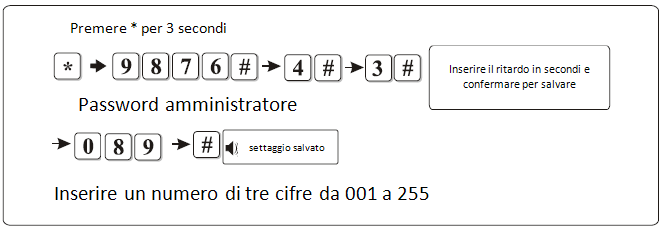 Premere * per 3 secondi
* 9 8 7 6 # 4 # 3 #
Inserire il ritardo in secondi e
confermare per salvare
Password amministratore
0 8 9 # settaggio salvato
Inserire un numero di tre cifre da 001 a 255